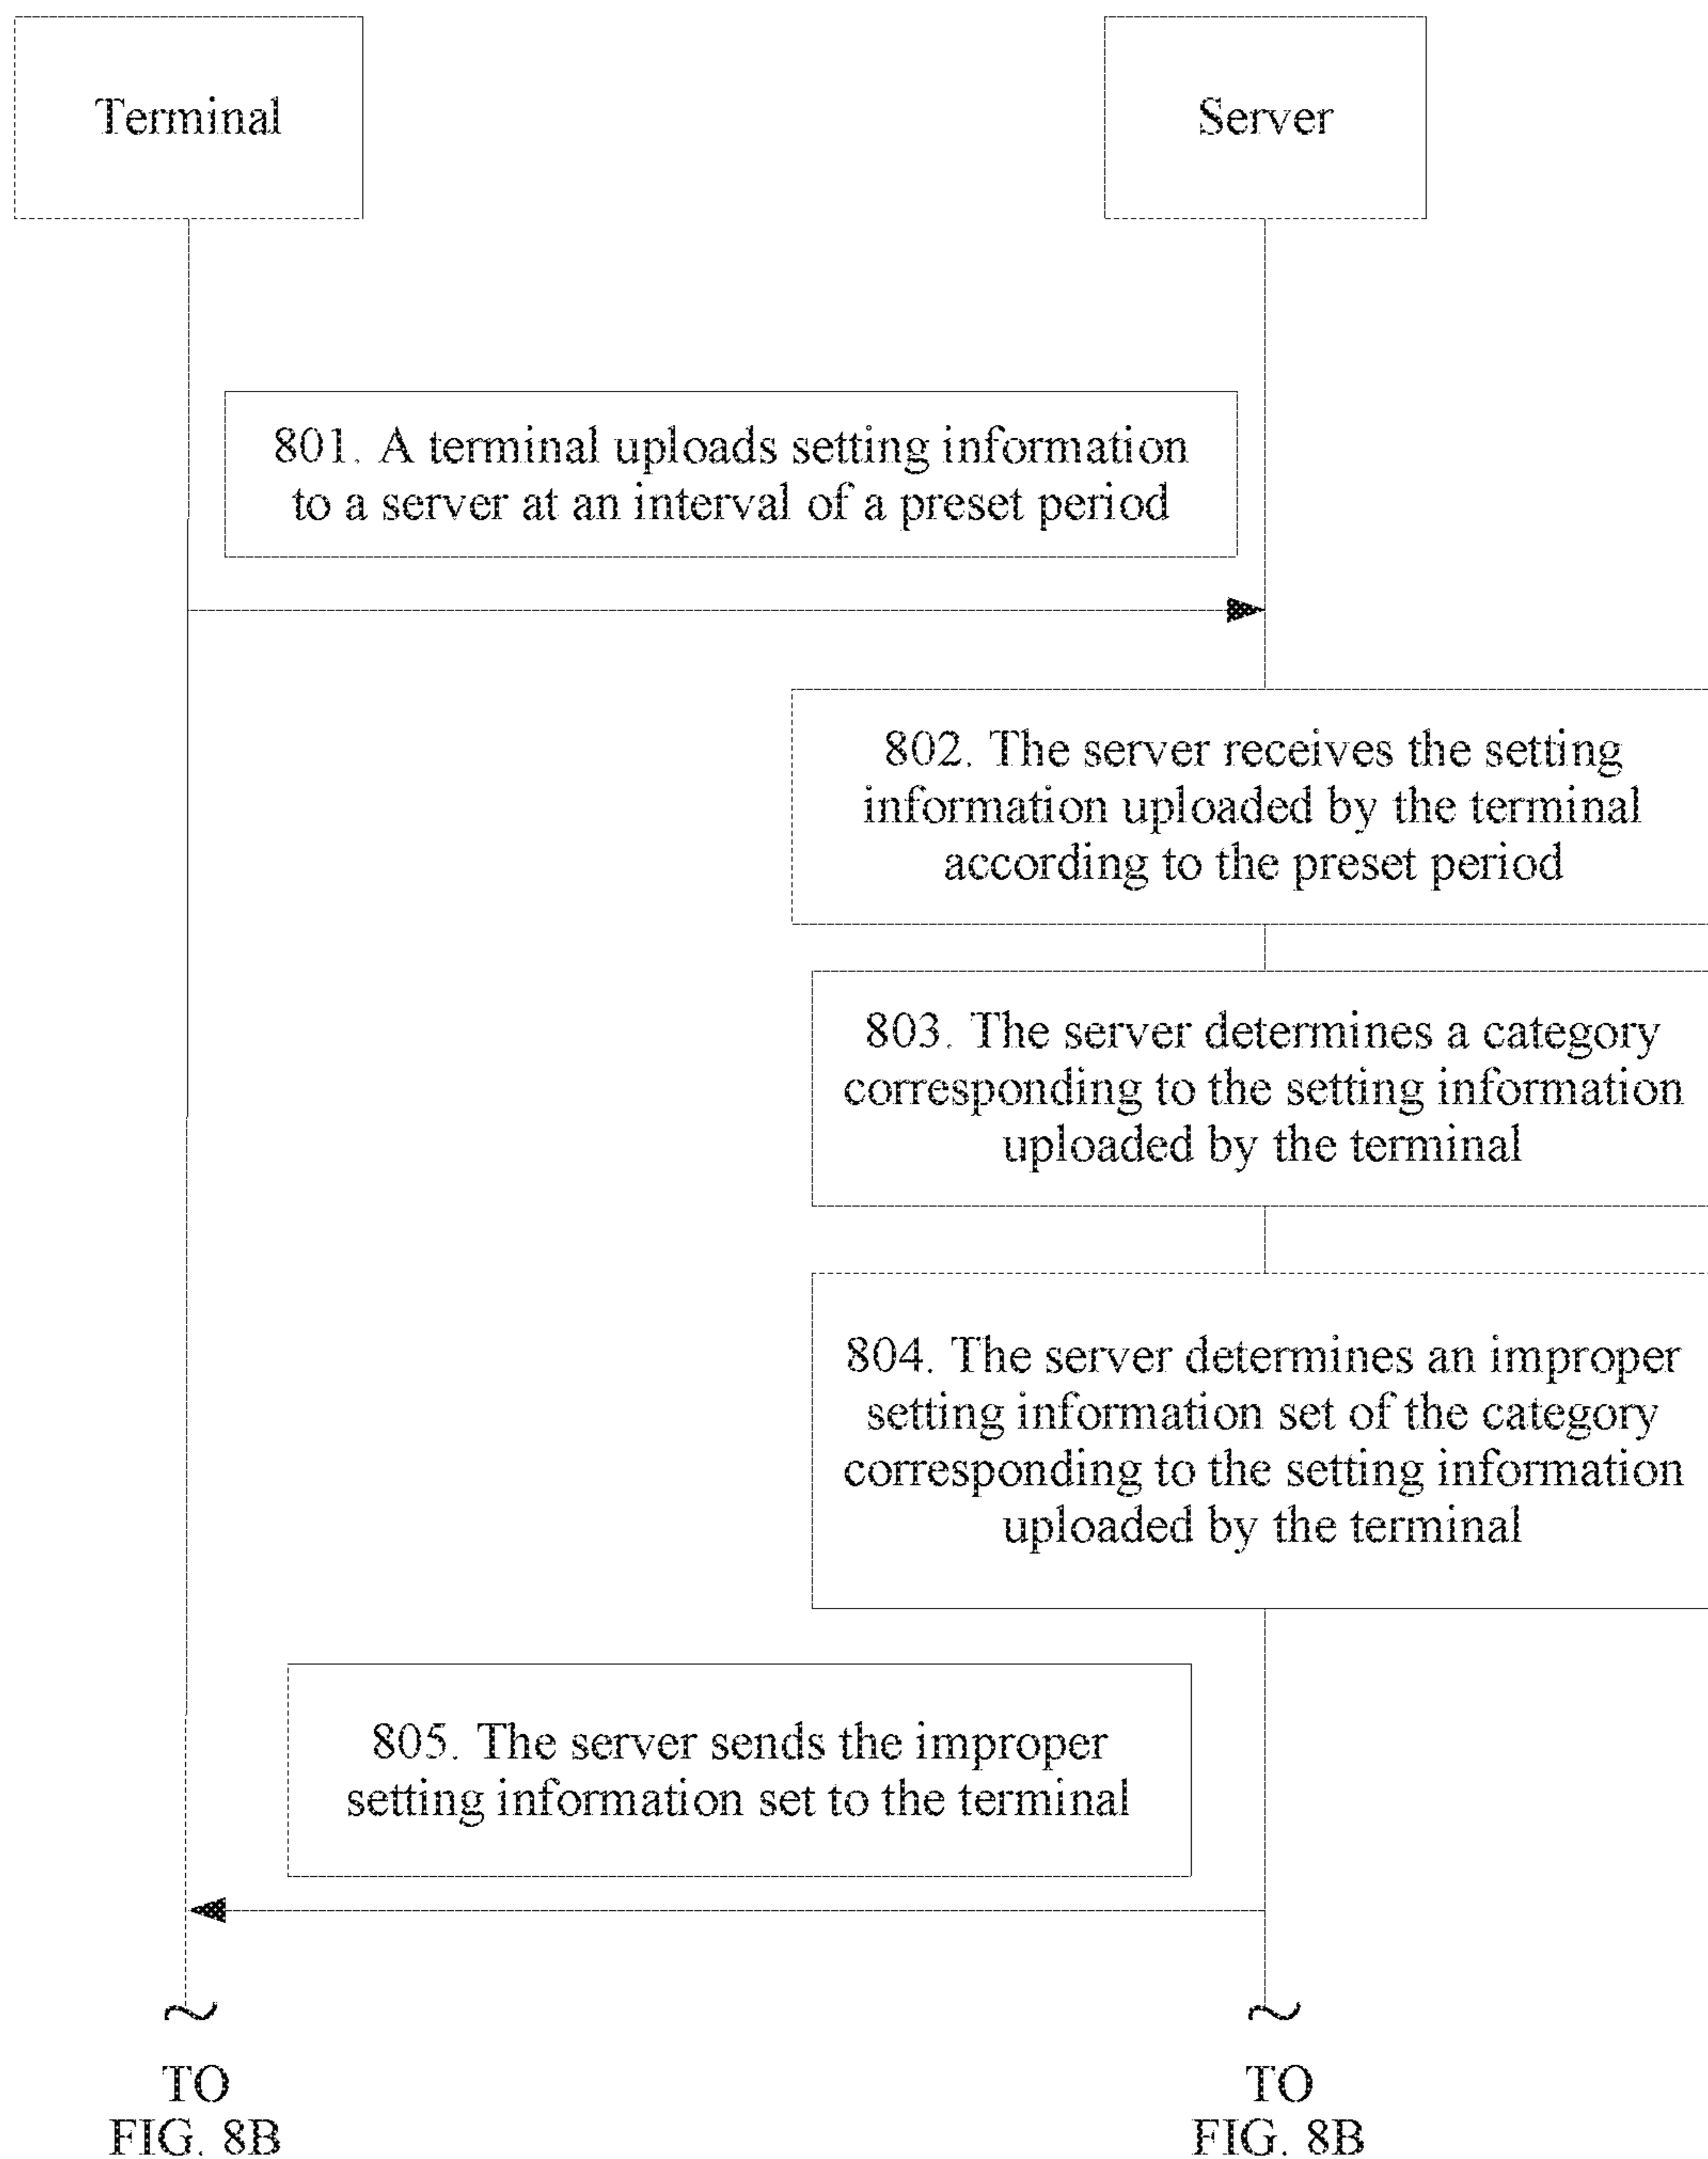 Terminal
Server
801. A terminal uploads setting information
to a server at an interval of a preset period
802. The server receives the setting
information uploaded by the terminal
according to the preset period
803. The server determines a category
corresponding to the setting information
uploaded by the terminal
804. The server determines an improper
setting information set of the category
corresponding to the setting information
uploaded by the terminal
805. The server sends the improper
setting information set to the terminal
TO
FIG. 8B
TO
FIG. 8B